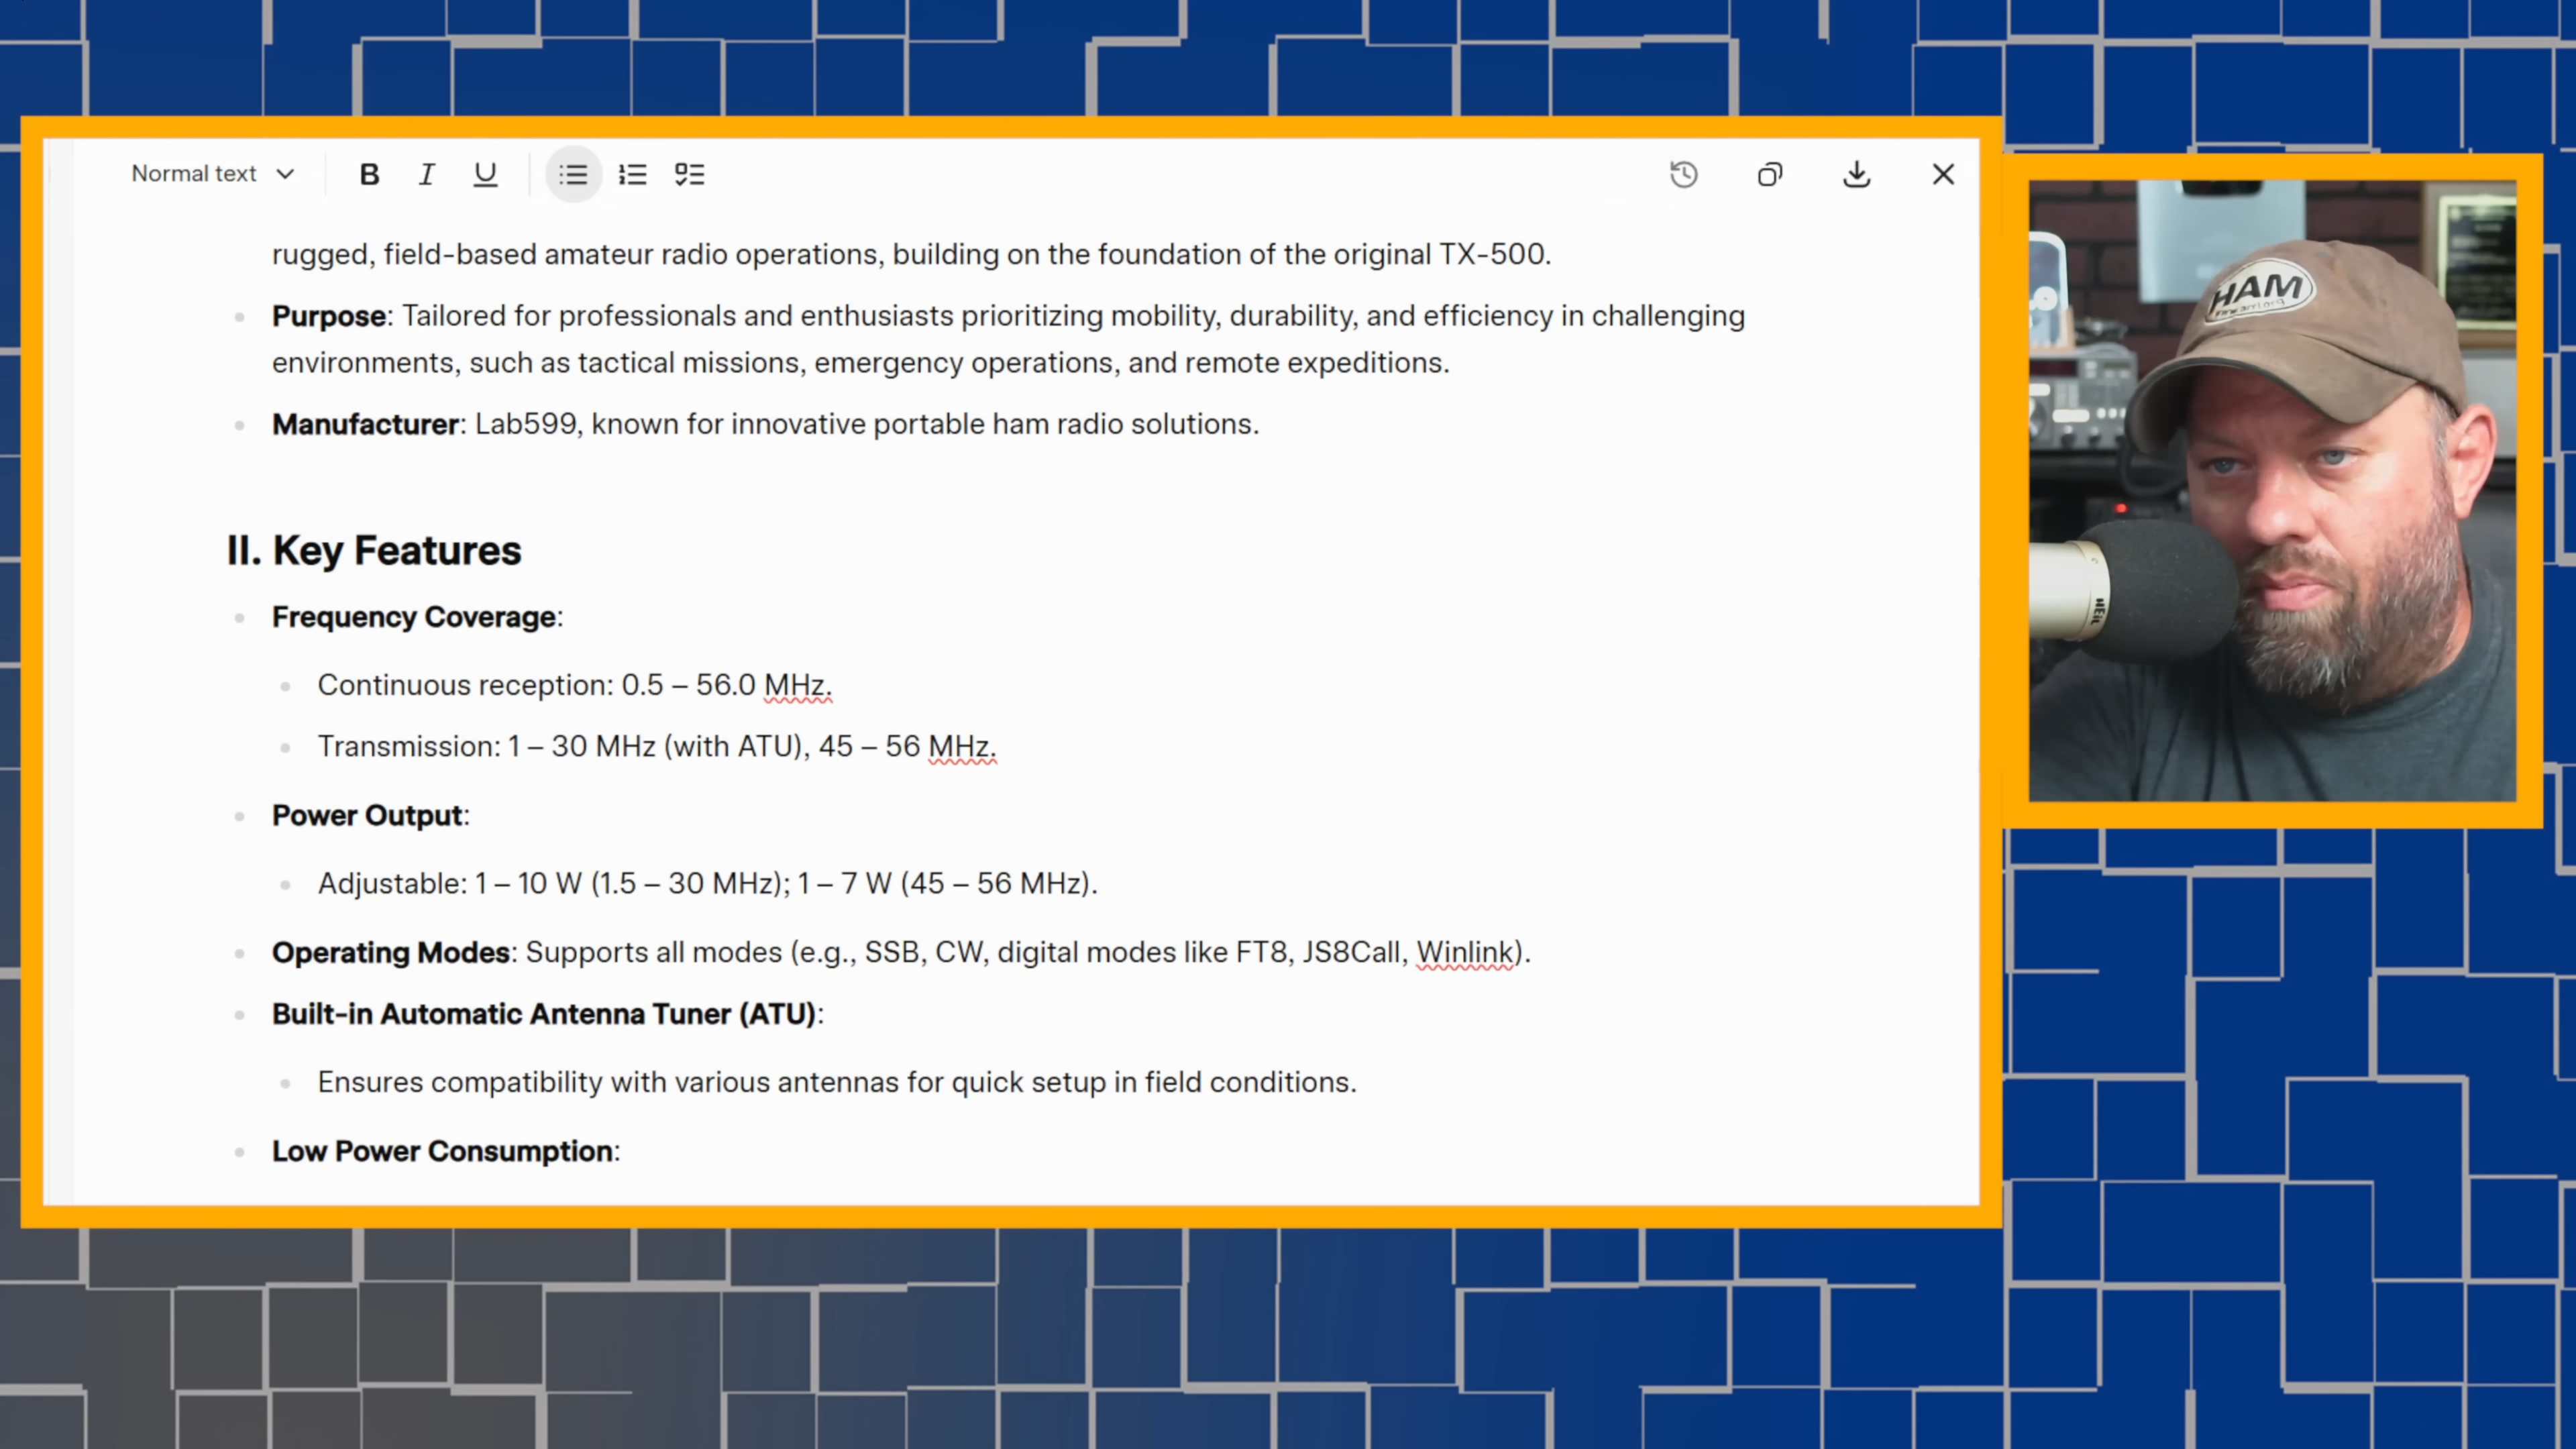 Normal text
B I U
rugged, field-based amateur radio operations, building on the foundation of the original TX-500.
Purpose: Tailored for professionals and enthusiasts prioritizing mobility, durability, and efficiency in challenging
environments, such as tactical missions, emergency operations, and remote expeditions.
Manufacturer: Lab599, known for innovative portable ham radio solutions.
II. Key Features
Frequency Coverage:
Continuous reception: 0.5 – 56.0 MHz.
Transmission: 1 – 30 MHz (with ATU), 45 – 56 MHz.
Power Output:
Adjustable: 1 – 10 W (1.5 – 30 MHz); 1 – 7 W (45 – 56 MHz).
Operating Modes: Supports all modes (e.g., SSB, CW, digital modes like FT8, JS8Call, Winlink).
Built-in Automatic Antenna Tuner (ATU):
Ensures compatibility with various antennas for quick setup in field conditions.
Low Power Consumption:
HAM
HEiL